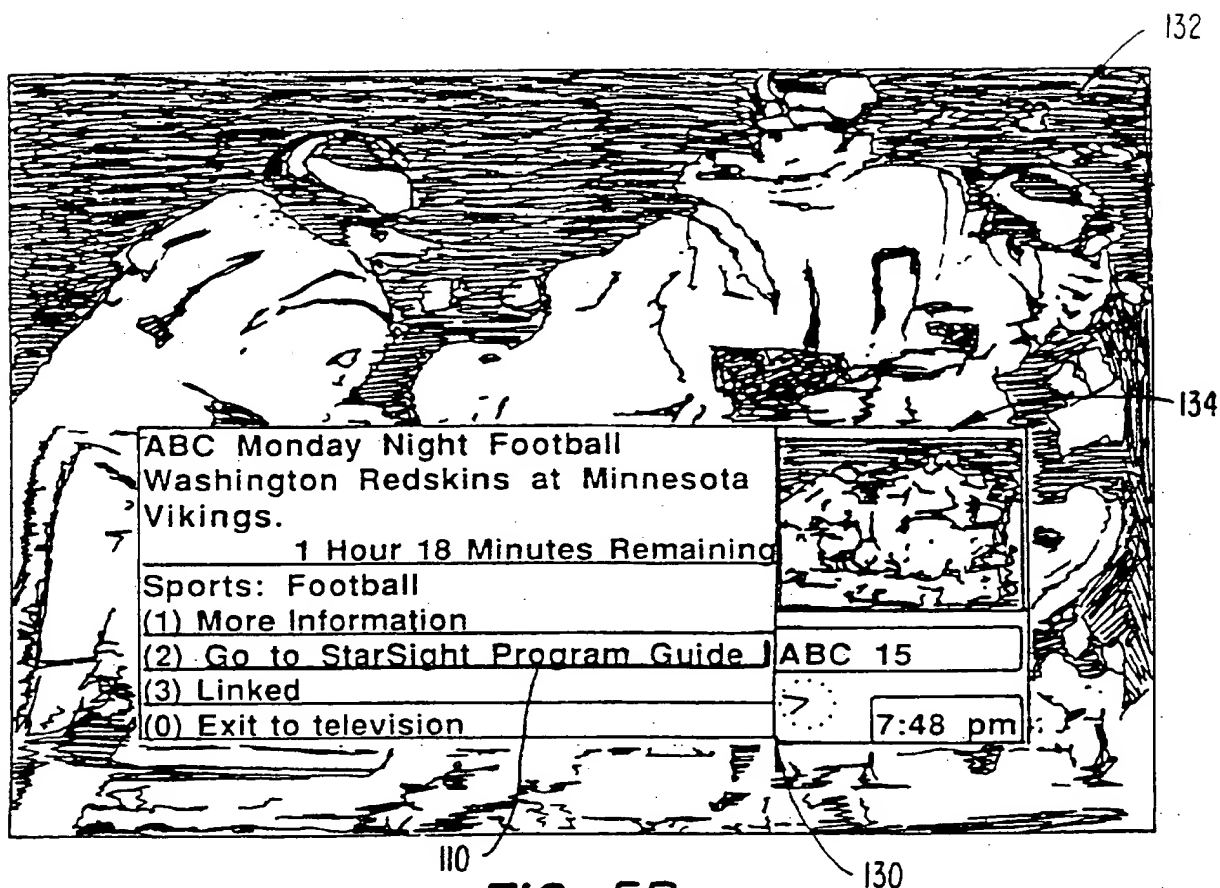 132
134
ABC Monday Night Football
Washington Redskins at Minnesota
Vikings.
1 Hour 18 Minutes Remaining
Sports: Football
(1) More Information
(2) Go to StarSight Program Guide
ABC 15
(3) Linked
(0) Exit to television
7:48 pm
110
130